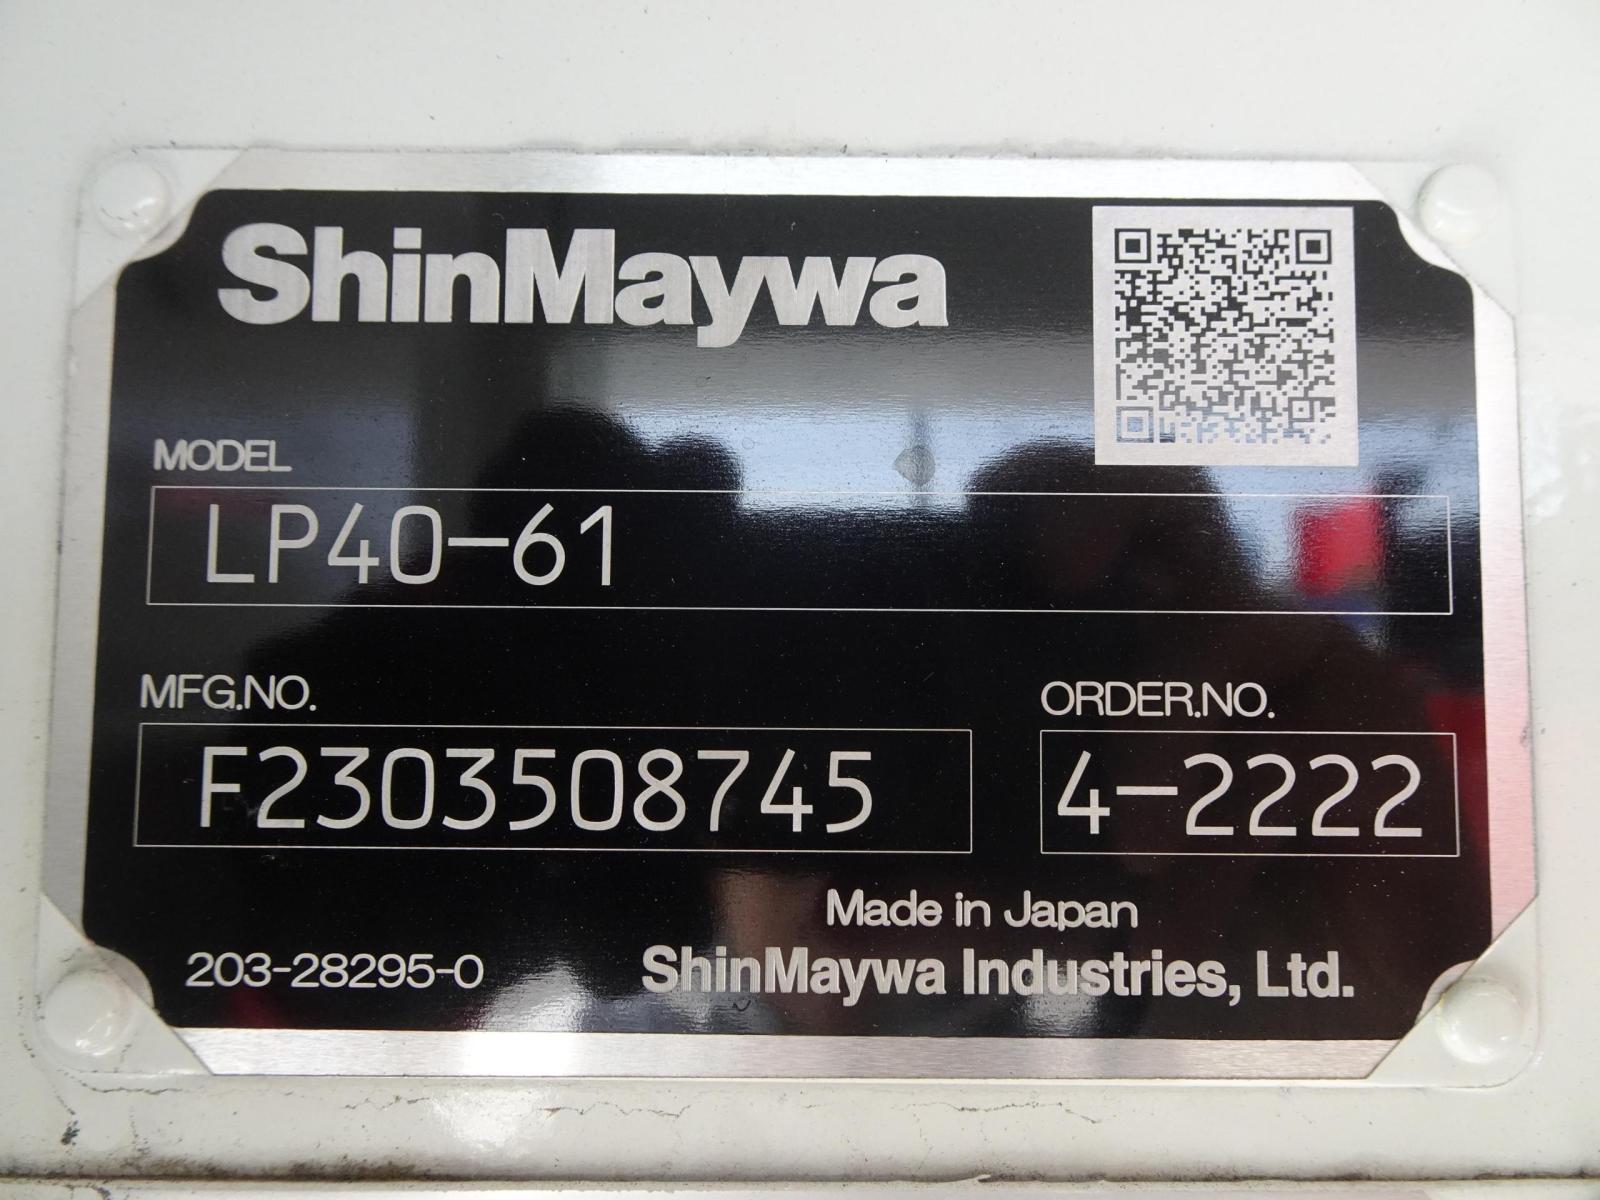 ShinMaywa
MODEL
LP40-61
MFG.NO. ORDER.NO.
F2303508745 4-2222
Made in Japan
203-28295-0 ShinMaywa Industries, Ltd.